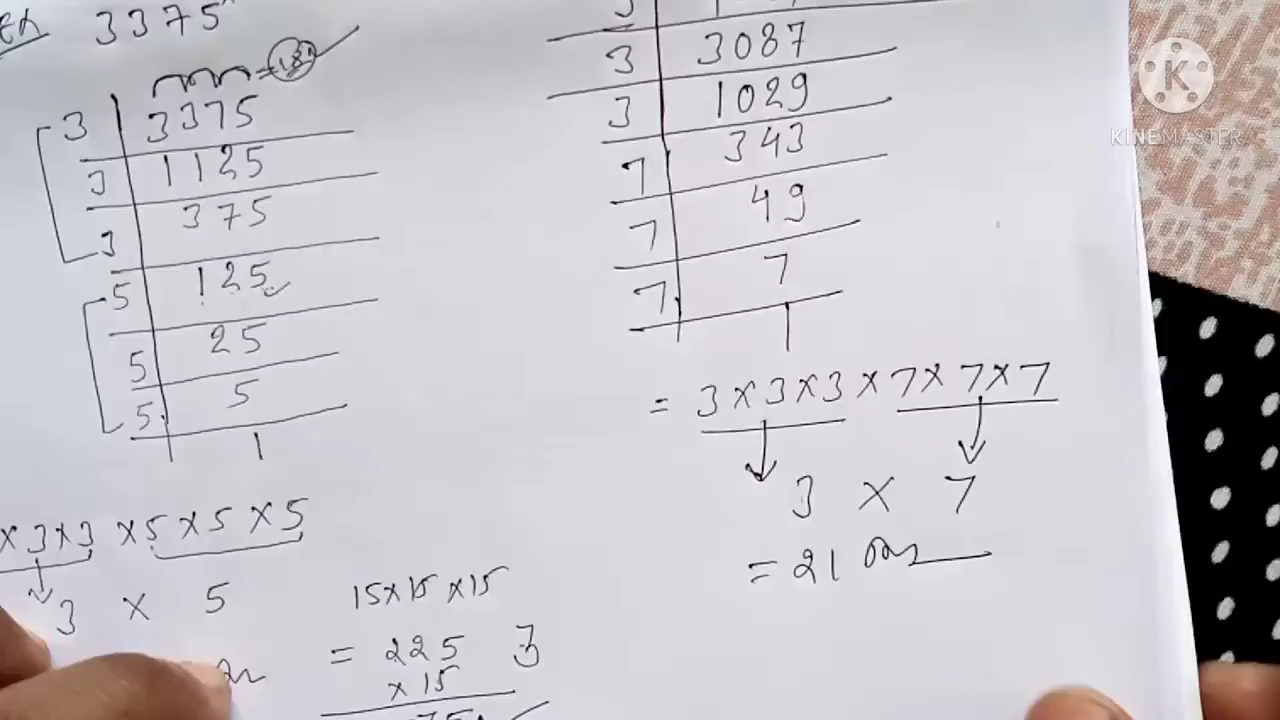 3375
3 | 3375
3 | 1125
3 | 375
5 | 125
5 | 25
5 | 5
1
×3×3 ×5×5×5
3 × 5
15×15×15
= 225 3
×15
3
3 | 3087
3 | 1029
7 | 343
7 | 49
7 | 7
1
= 3×3×3×7×7×7
3 × 7
= 21
KINEMASTER